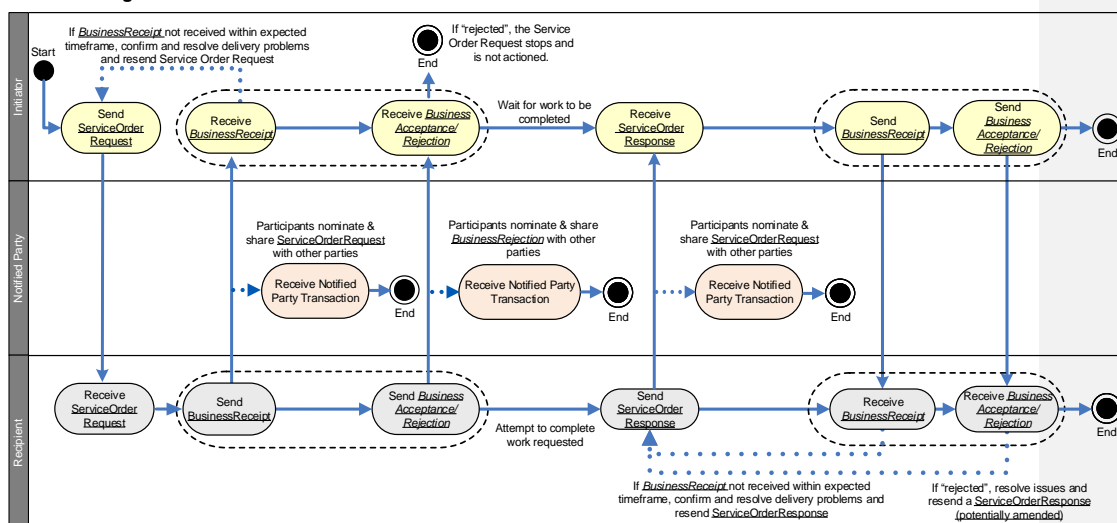 Initiator
Start
If BusinessReceipt not received within expected
timeframe, confirm and resolve delivery problems
and resend Service Order Request
End
If "rejected", the Service
Order Request stops and
is not actioned.
Send
ServiceOrder
Request
Receive
BusinessReceipt
Receive Business
Acceptance/
Rejection
Wait for work to be
completed
Receive
ServiceOrder
Response
Send
BusinessReceipt
Send
Business
Acceptance/
Rejection
End
Notified Party
Participants nominate &
share ServiceOrderRequest
with other parties
Receive Notified
Party Transaction
End
Participants nominate & share
BusinessRejection with other
parties
Receive Notified Party
Transaction
End
Participants nominate &
share ServiceOrderRequest
with other parties
Receive Notified
Party Transaction
End
Recipient
Receive
ServiceOrder
Request
Send
BusinessReceipt
Send Business
Acceptance/
Rejection
Attempt to complete
work requested
Send
ServiceOrder
Response
Receive
BusinessReceipt
Receive Business
Acceptance/
Rejection
End
If BusinessReceipt not received within expected
timeframe, confirm and resolve delivery problems and
resend ServiceOrderResponse
If "rejected", resolve issues and
resend a ServiceOrderResponse
(potentially amended)